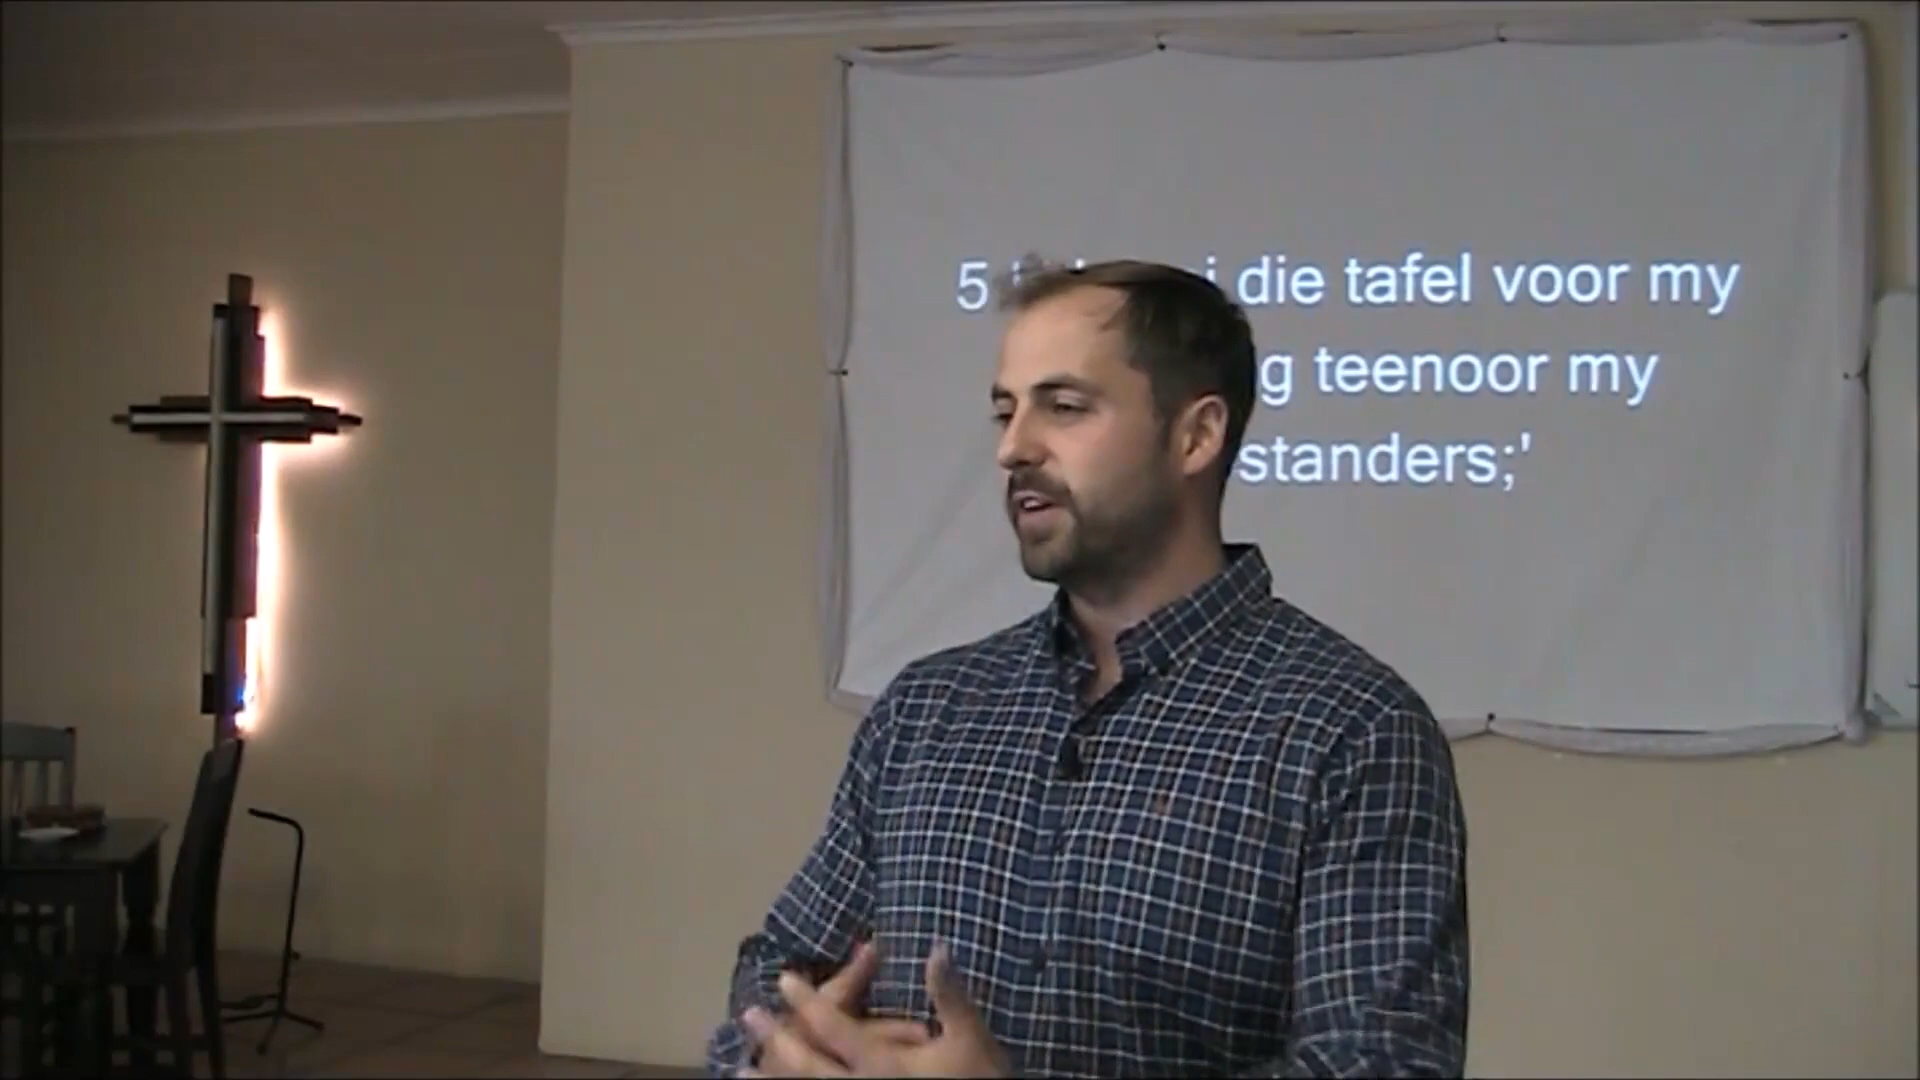 5 die tafel voor my
teenoor my
standers;'